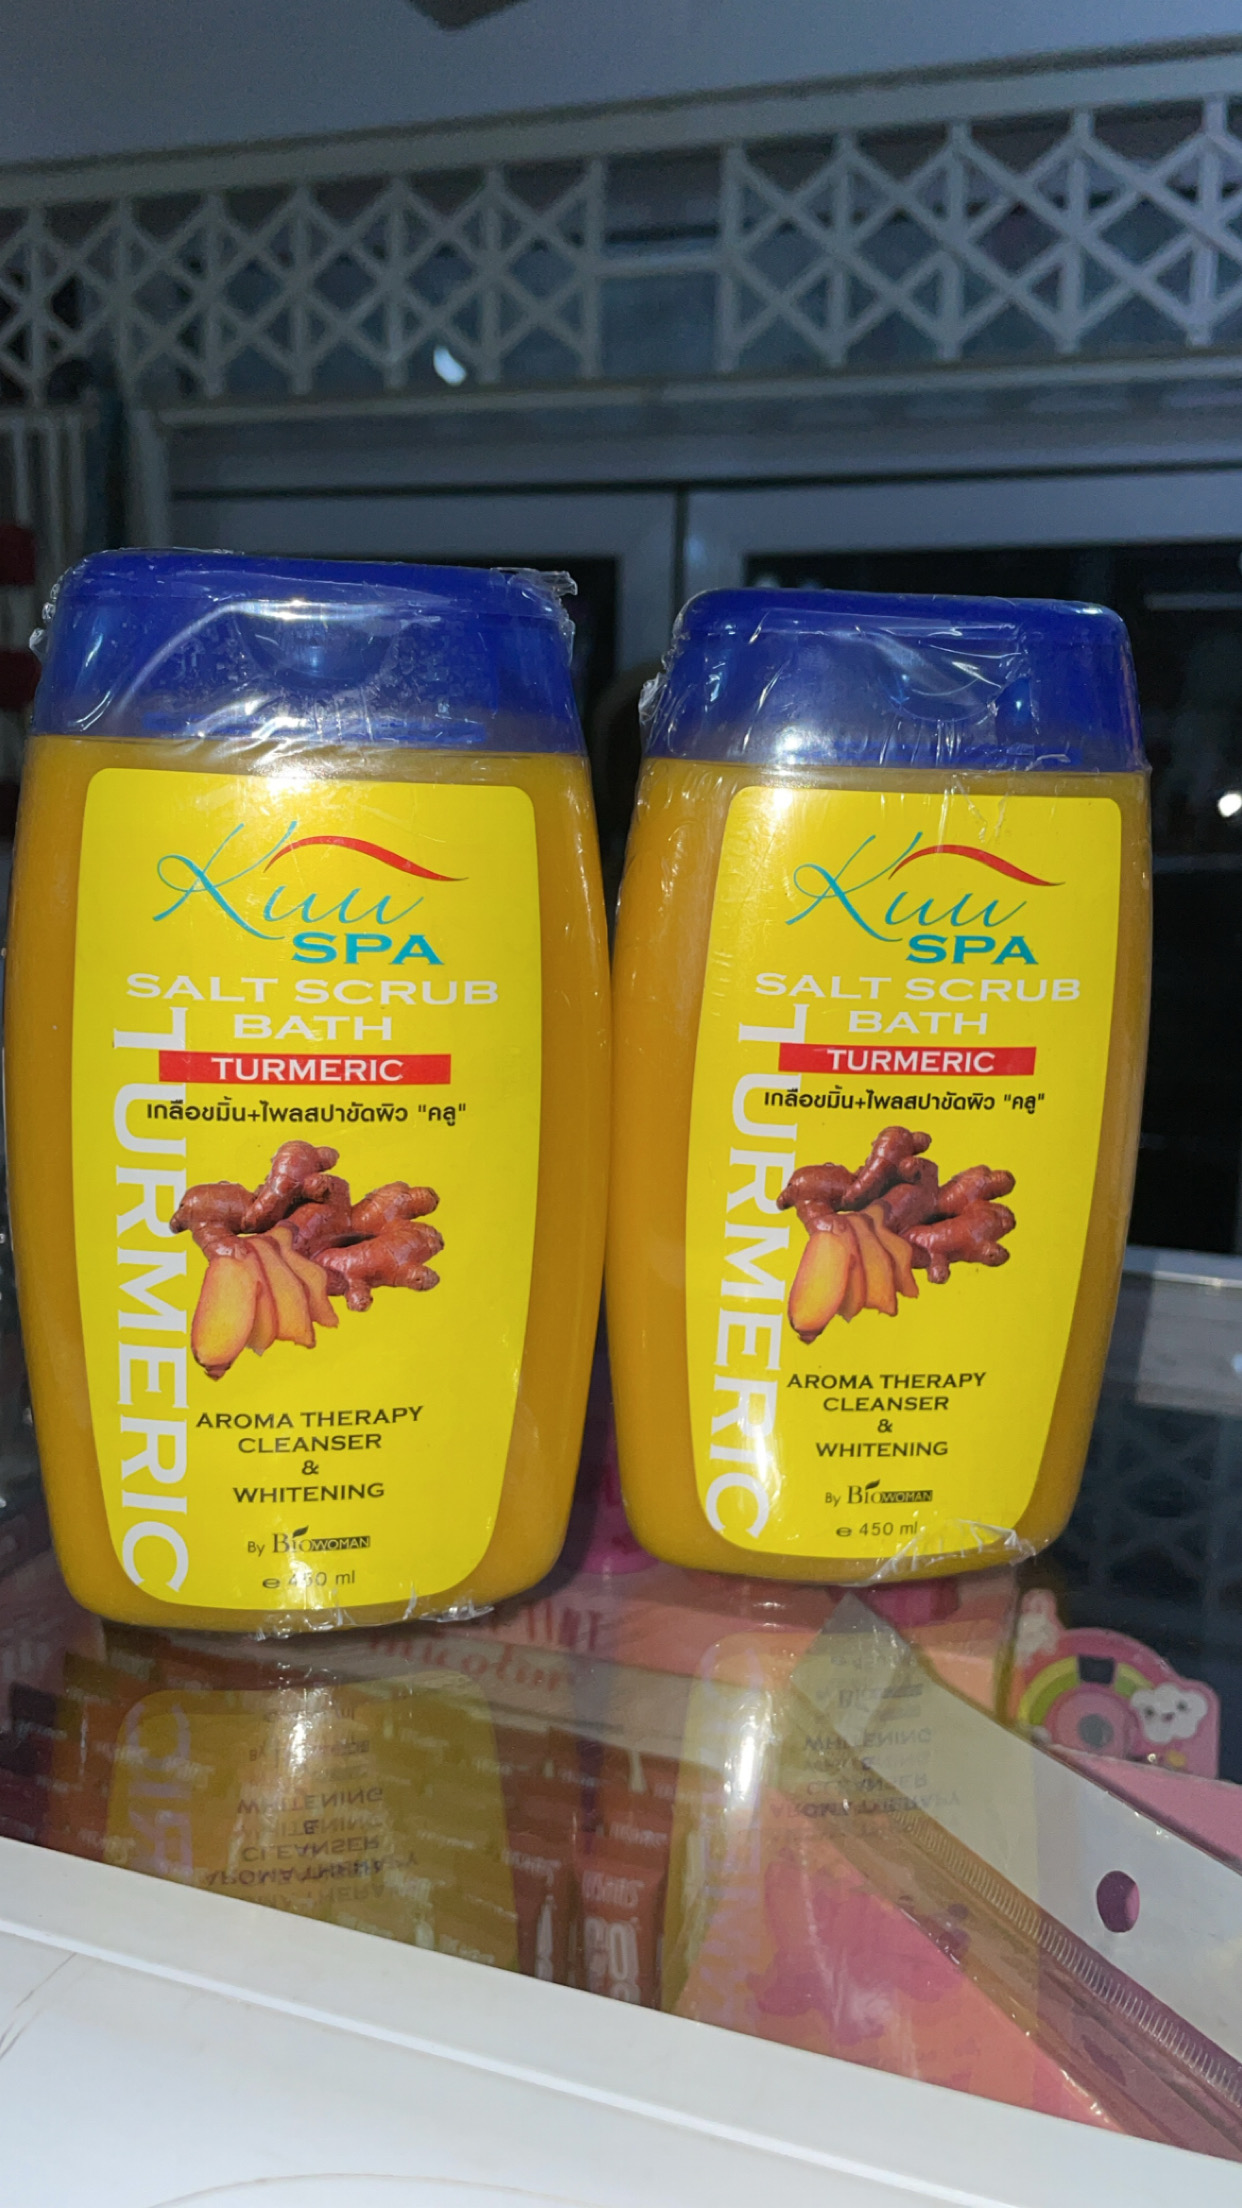 Kuu
SPA
SALT SCRUB
BATH
TURMERIC
TURMERIC
เกลือขมิ้น+ไพลสปาขัดผิว "คลู"
AROMA THERAPY
CLEANSER
&
WHITENING
By BioWOMAN
e 450 ml
Kuu
SPA
SALT SCRUB
BATH
TURMERIC
TURMERIC
เกลือขมิ้น+ไพลสปาขัดผิว "คลู"
AROMA THERAPY
CLEANSER
&
WHITENING
By BioWOMAN
e 450 ml